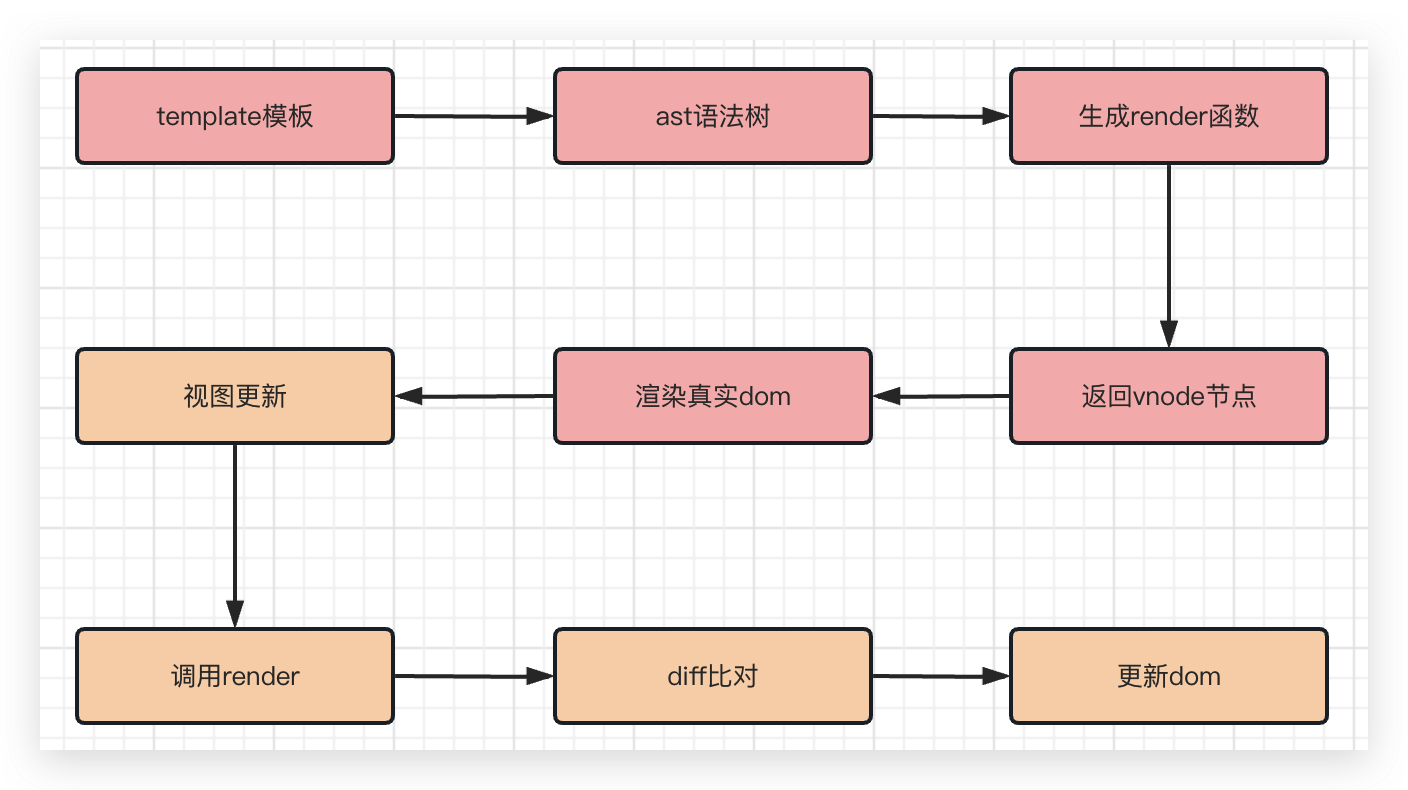 template模板
ast语法树
生成render函数
视图更新
渲染真实dom
返回vnode节点
调用render
diff比对
更新dom